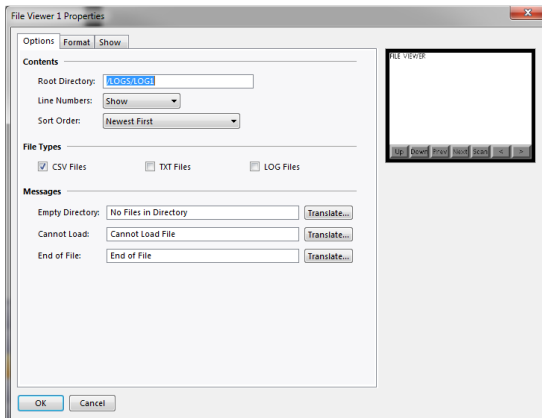 File Viewer 1 Properties
Options Format Show
Contents
Root Directory: /LOGS/LOG1
Line Numbers: Show
Sort Order: Newest First
File Types
CSV Files TXT Files LOG Files
Messages
Empty Directory: No Files in Directory Translate...
Cannot Load: Cannot Load File Translate...
End of File: End of File Translate...
OK Cancel
FILE VIEWER
Up Down Prev Next Scan < >